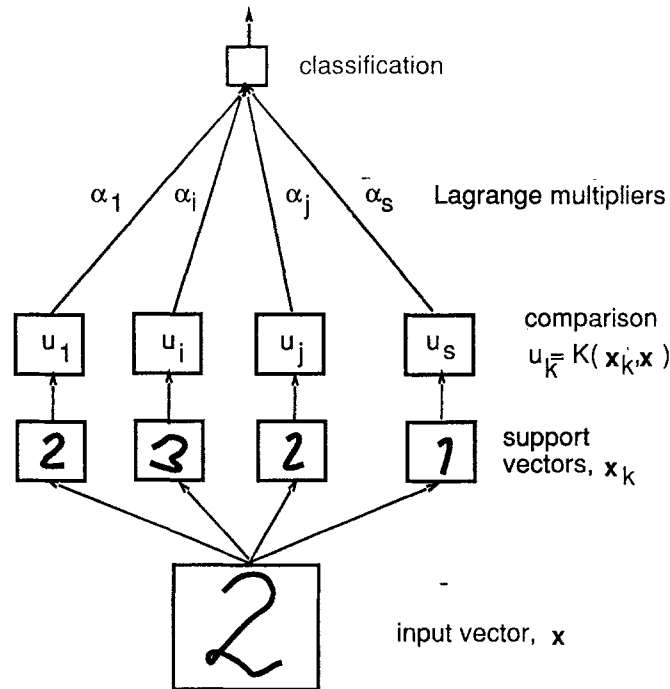 classification
α1 αi αj αs Lagrange multipliers
comparison
u1 ui uj us uk= K( xk,x )
2 3 2 1 support
vectors, xk
2
input vector, x